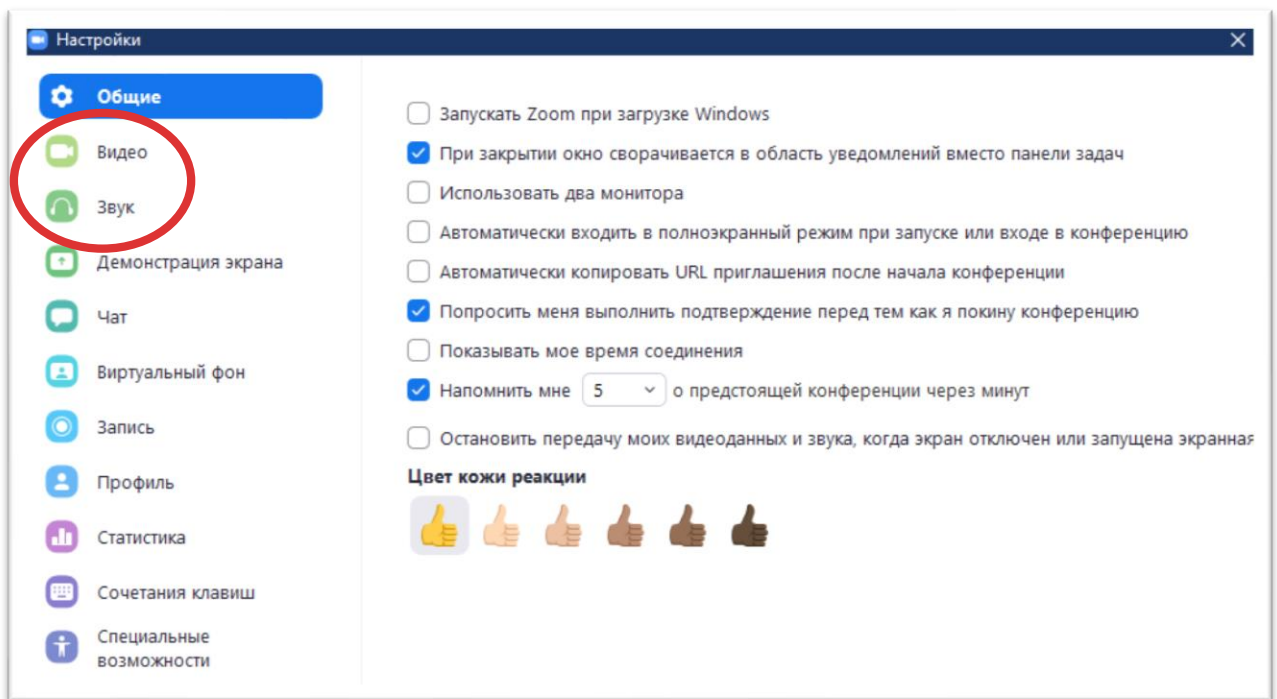 Настройки
Общие
Видео
Звук
Демонстрация экрана
Чат
Виртуальный фон
Запись
Профиль
Статистика
Сочетания клавиш
Специальные
возможности
Запускать Zoom при загрузке Windows
При закрытии окно сворачивается в область уведомлений вместо панели задач
Использовать два монитора
Автоматически входить в полноэкранный режим при запуске или входе в конференцию
Автоматически копировать URL приглашения после начала конференции
Попросить меня выполнить подтверждение перед тем как я покину конференцию
Показывать мое время соединения
Напомнить мне 5 о предстоящей конференции через минут
Остановить передачу моих видеоданных и звука, когда экран отключен или запущена экранная
Цвет кожи реакции